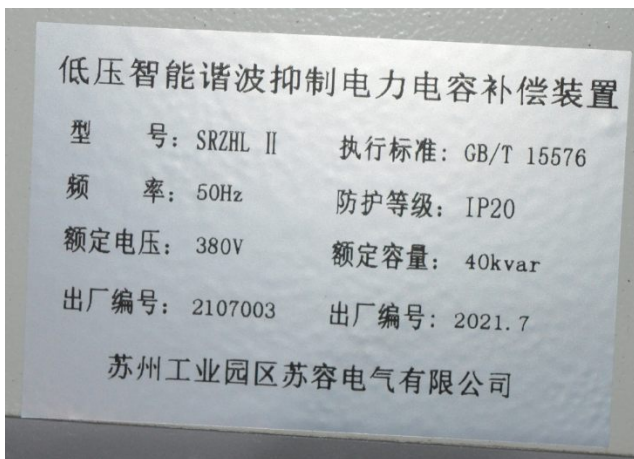 低压智能谐波抑制电力电容补偿装置
型 号: SRZHL Ⅱ 执行标准: GB/T 15576
频 率: 50Hz 防护等级: IP20
额定电压: 380V 额定容量: 40kvar
出厂编号: 2107003 出厂编号: 2021.7
苏州工业园区苏容电气有限公司